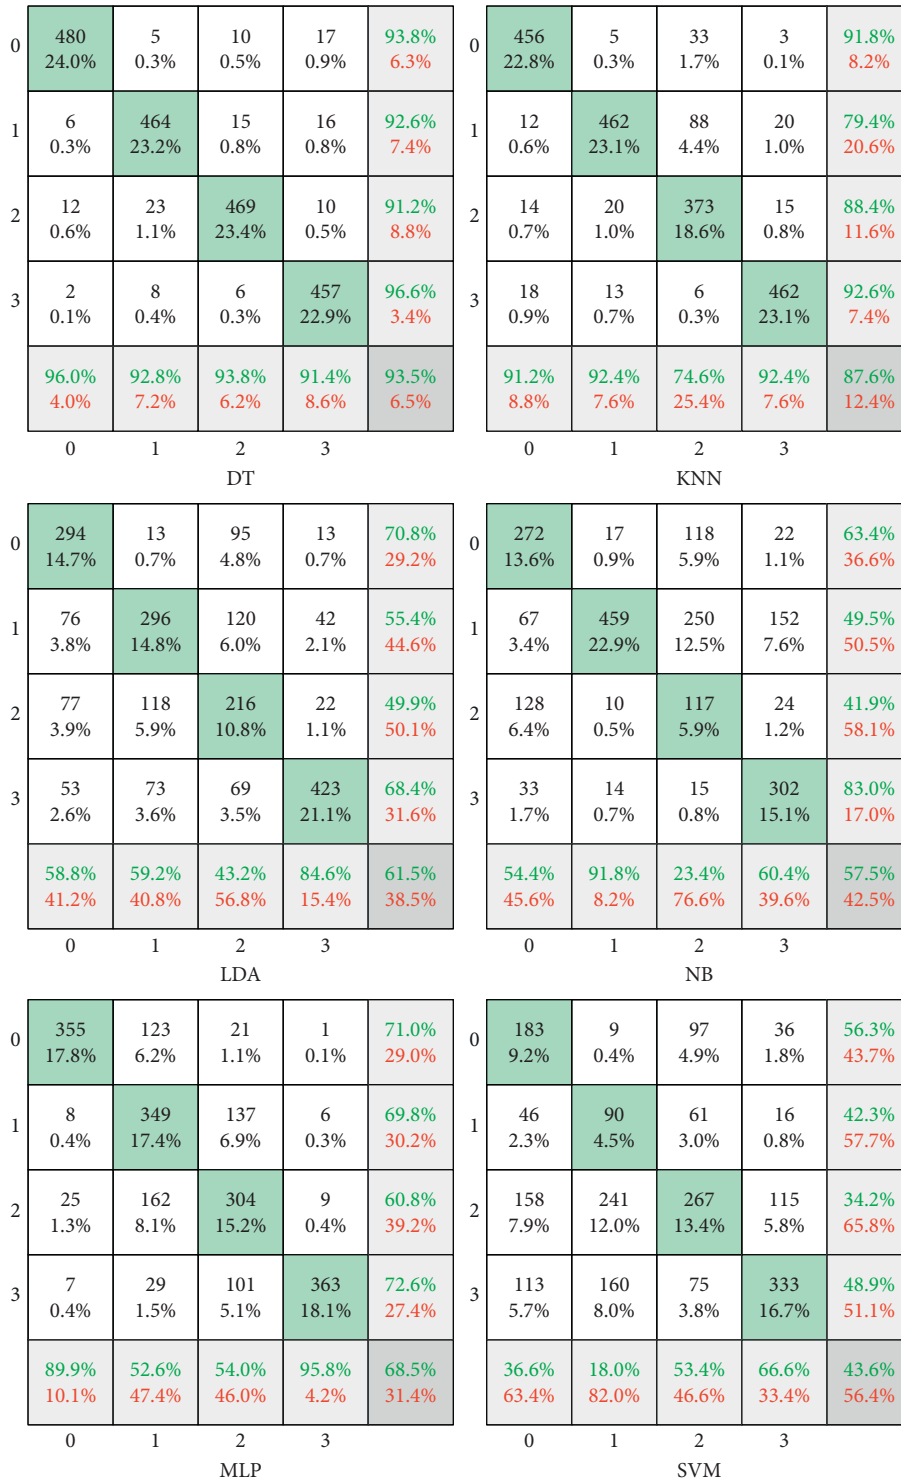 0 480 5 10 17 93.8%
24.0% 0.3% 0.5% 0.9% 6.3%
1 6 464 15 16 92.6%
0.3% 23.2% 0.8% 0.8% 7.4%
2 12 23 469 10 91.2%
0.6% 1.1% 23.4% 0.5% 8.8%
3 2 8 6 457 96.6%
0.1% 0.4% 0.3% 22.9% 3.4%
96.0% 92.8% 93.8% 91.4% 93.5%
4.0% 7.2% 6.2% 8.6% 6.5%
0 1 2 3
DT
0 456 5 33 3 91.8%
22.8% 0.3% 1.7% 0.1% 8.2%
1 12 462 88 20 79.4%
0.6% 23.1% 4.4% 1.0% 20.6%
2 14 20 373 15 88.4%
0.7% 1.0% 18.6% 0.8% 11.6%
3 18 13 6 462 92.6%
0.9% 0.7% 0.3% 23.1% 7.4%
91.2% 92.4% 74.6% 92.4% 87.6%
8.8% 7.6% 25.4% 7.6% 12.4%
0 1 2 3
KNN
0 294 13 95 13 70.8%
14.7% 0.7% 4.8% 0.7% 29.2%
1 76 296 120 42 55.4%
3.8% 14.8% 6.0% 2.1% 44.6%
2 77 118 216 22 49.9%
3.9% 5.9% 10.8% 1.1% 50.1%
3 53 73 69 423 68.4%
2.6% 3.6% 3.5% 21.1% 31.6%
58.8% 59.2% 43.2% 84.6% 61.5%
41.2% 40.8% 56.8% 15.4% 38.5%
0 1 2 3
LDA
0 272 17 118 22 63.4%
13.6% 0.9% 5.9% 1.1% 36.6%
1 67 459 250 152 49.5%
3.4% 22.9% 12.5% 7.6% 50.5%
2 128 10 117 24 41.9%
6.4% 0.5% 5.9% 1.2% 58.1%
3 33 14 15 302 83.0%
1.7% 0.7% 0.8% 15.1% 17.0%
54.4% 91.8% 23.4% 60.4% 57.5%
45.6% 8.2% 76.6% 39.6% 42.5%
0 1 2 3
NB
0 355 123 21 1 71.0%
17.8% 6.2% 1.1% 0.1% 29.0%
1 8 349 137 6 69.8%
0.4% 17.4% 6.9% 0.3% 30.2%
2 25 162 304 9 60.8%
1.3% 8.1% 15.2% 0.4% 39.2%
3 7 29 101 363 72.6%
0.4% 1.5% 5.1% 18.1% 27.4%
89.9% 52.6% 54.0% 95.8% 68.5%
10.1% 47.4% 46.0% 4.2% 31.4%
0 1 2 3
MLP
0 183 9 97 36 56.3%
9.2% 0.4% 4.9% 1.8% 43.7%
1 46 90 61 16 42.3%
2.3% 4.5% 3.0% 0.8% 57.7%
2 158 241 267 115 34.2%
7.9% 12.0% 13.4% 5.8% 65.8%
3 113 160 75 333 48.9%
5.7% 8.0% 3.8% 16.7% 51.1%
36.6% 18.0% 53.4% 66.6% 43.6%
63.4% 82.0% 46.6% 33.4% 56.4%
0 1 2 3
SVM